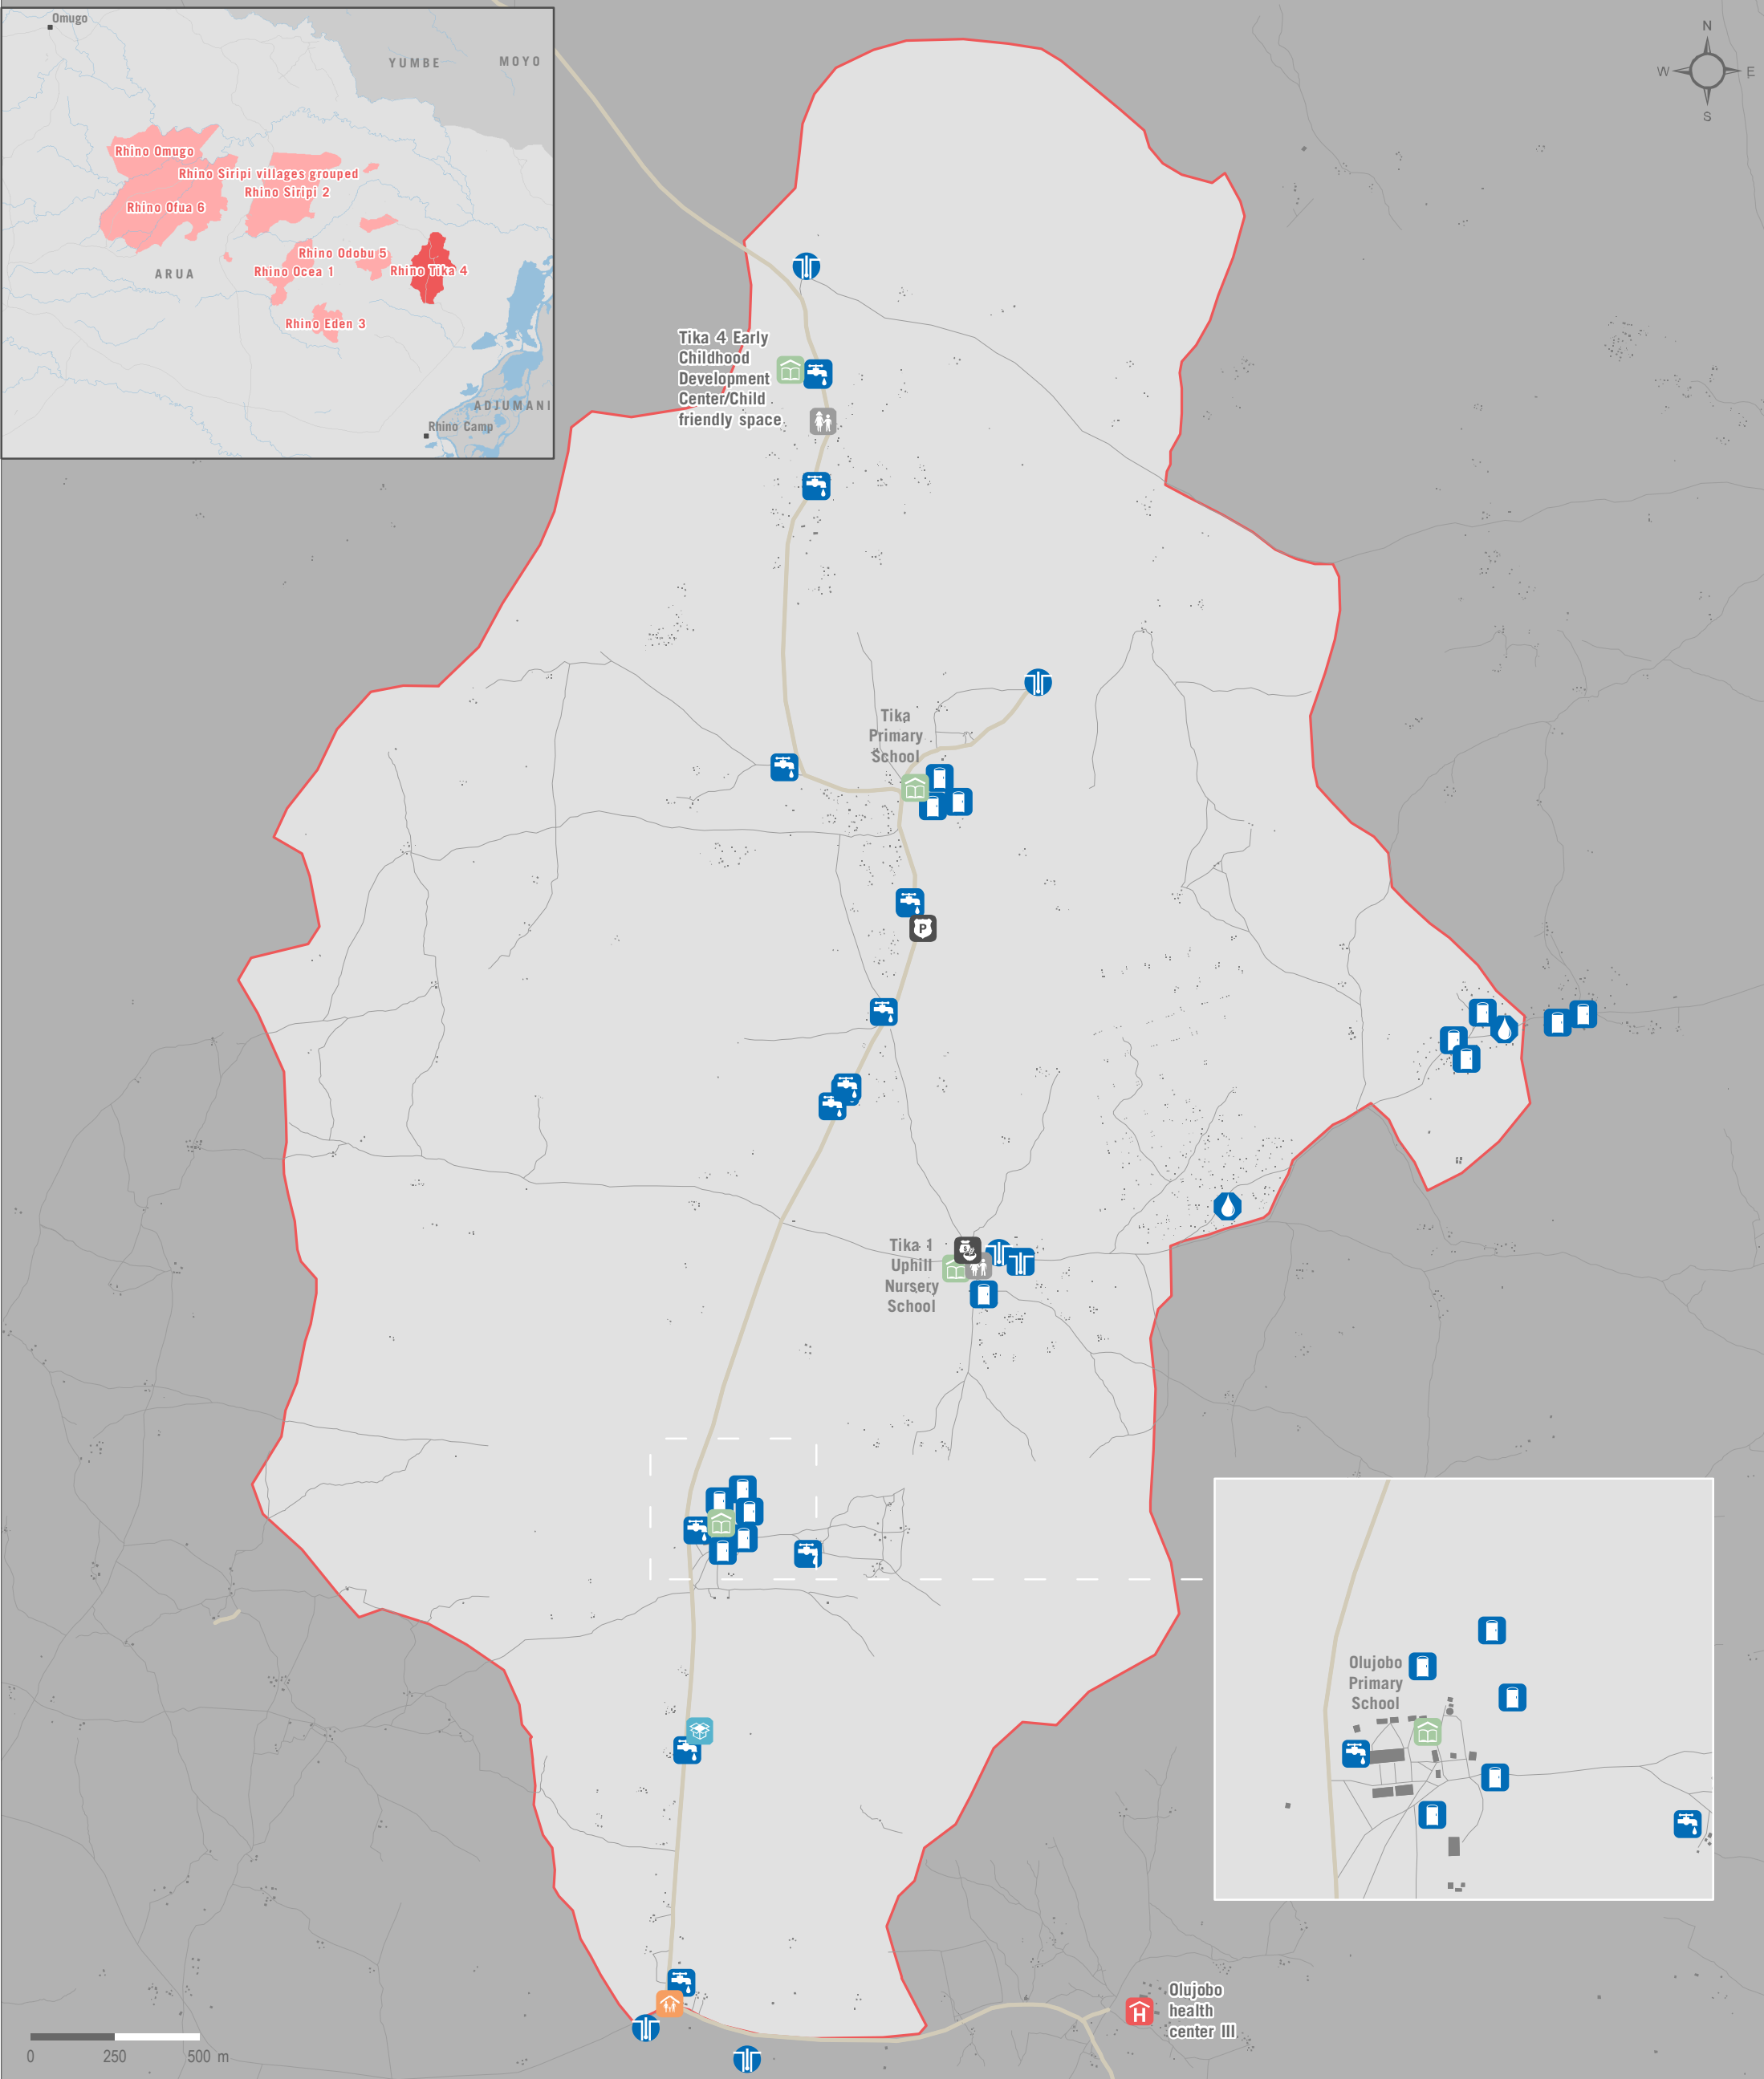 Omugo
YUMBE
MOYO
Rhino Omugo
Rhino Siripi villages grouped
Rhino Siripi 2
Rhino Ofua 6
Rhino Odobu 5
ARUA
Rhino Ocea 1
Rhino Tika 4
Rhino Eden 3
ADJUMANI
Rhino Camp
N
W
E
S
Tika 4 Early
Childhood
Development
Center/Child
friendly space
Tika
Primary
School
P
Tika 1
Uphill
Nursery
School
Olujobo
Primary
School
H
Olujobo
health
center III
0
250
500 m